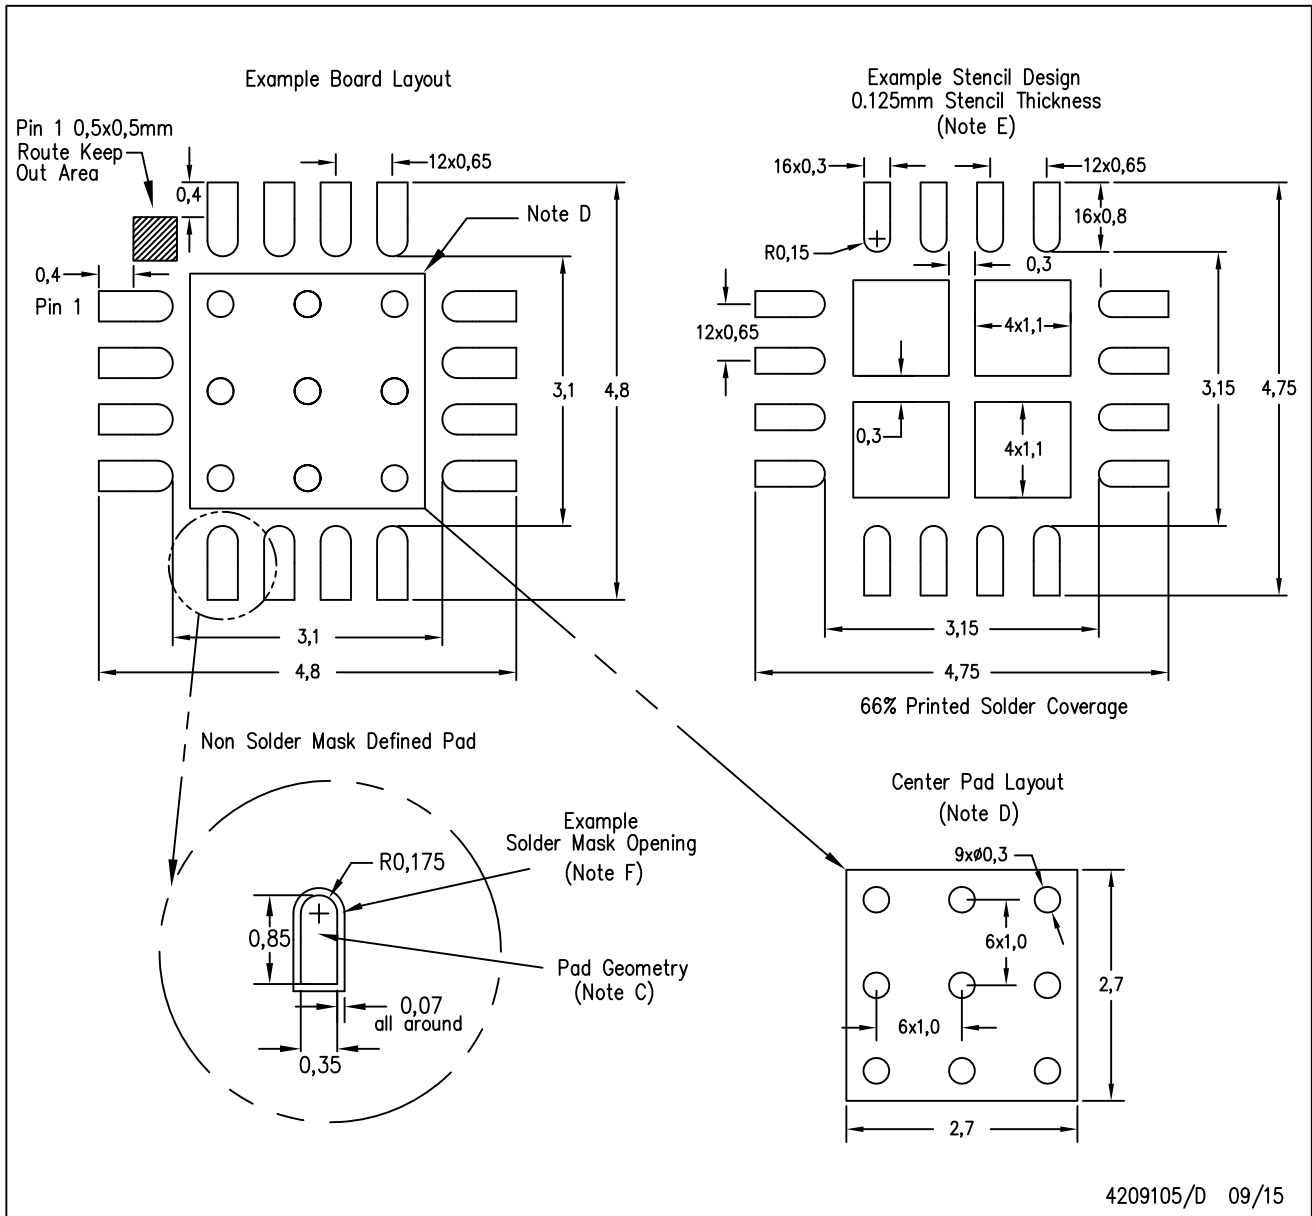 Example Board Layout
Pin 1 0,5x0,5mm
Route Keep
Out Area
0,4
12x0,65
Note D
0,4
Pin 1
3,1
4,8
3,1
4,8
Example Stencil Design
0.125mm Stencil Thickness
(Note E)
16x0,3
12x0,65
16x0,8
R0,15
0,3
12x0,65
4x1,1
3,15
4,75
0,3
4x1,1
3,15
4,75
66% Printed Solder Coverage
Non Solder Mask Defined Pad
Example
Solder Mask Opening
(Note F)
R0,175
0,85
Pad Geometry
(Note C)
0,07
all around
0,35
Center Pad Layout
(Note D)
9xø0,3
6x1,0
2,7
6x1,0
2,7
4209105/D 09/15